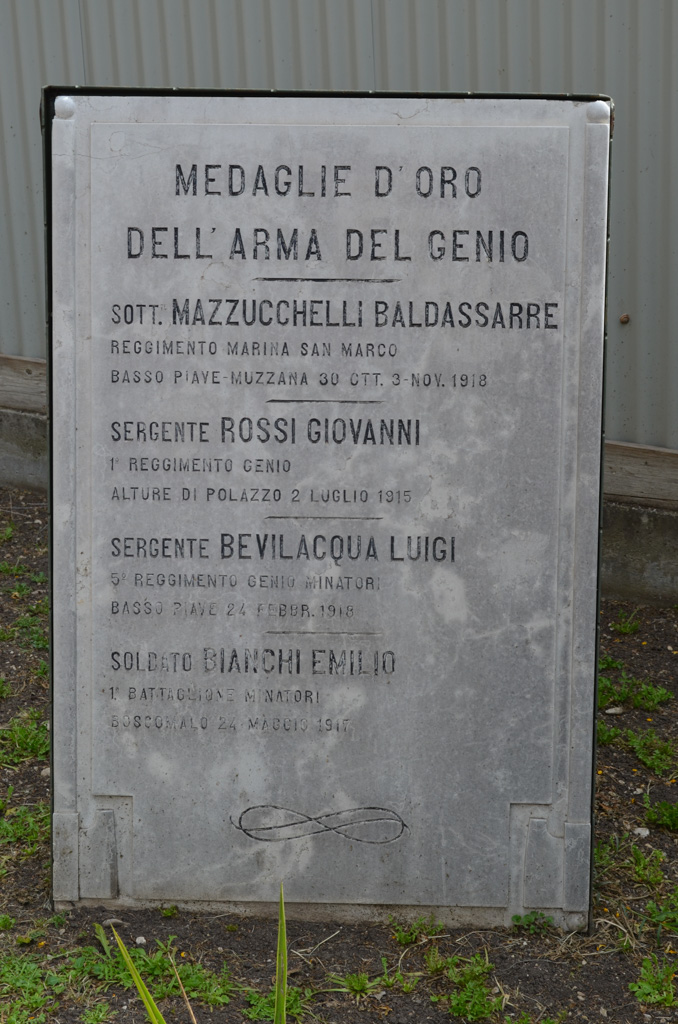 MEDAGLIE D'ORO
DELL'ARMA DEL GENIO
SOTT. MAZZUCCHELLI BALDASSARRE
REGGIMENTO MARINA SAN MARCO
BASSO PIAVE-MUZZANA 30 OTT. 3-NOV. 1918
SERGENTE ROSSI GIOVANNI
1° REGGIMENTO GENIO
ALTURE DI POLAZZO 2 LUGLIO 1915
SERGENTE BEVILACQUA LUIGI
5° REGGIMENTO GENIO MINATORI
BASSO PIAVE 24 FEBBR. 1918
SOLDATO BIANCHI EMILIO
1° BATTAGLIONE MINATORI
BOSCOMALO 24 MAGGIO 1917